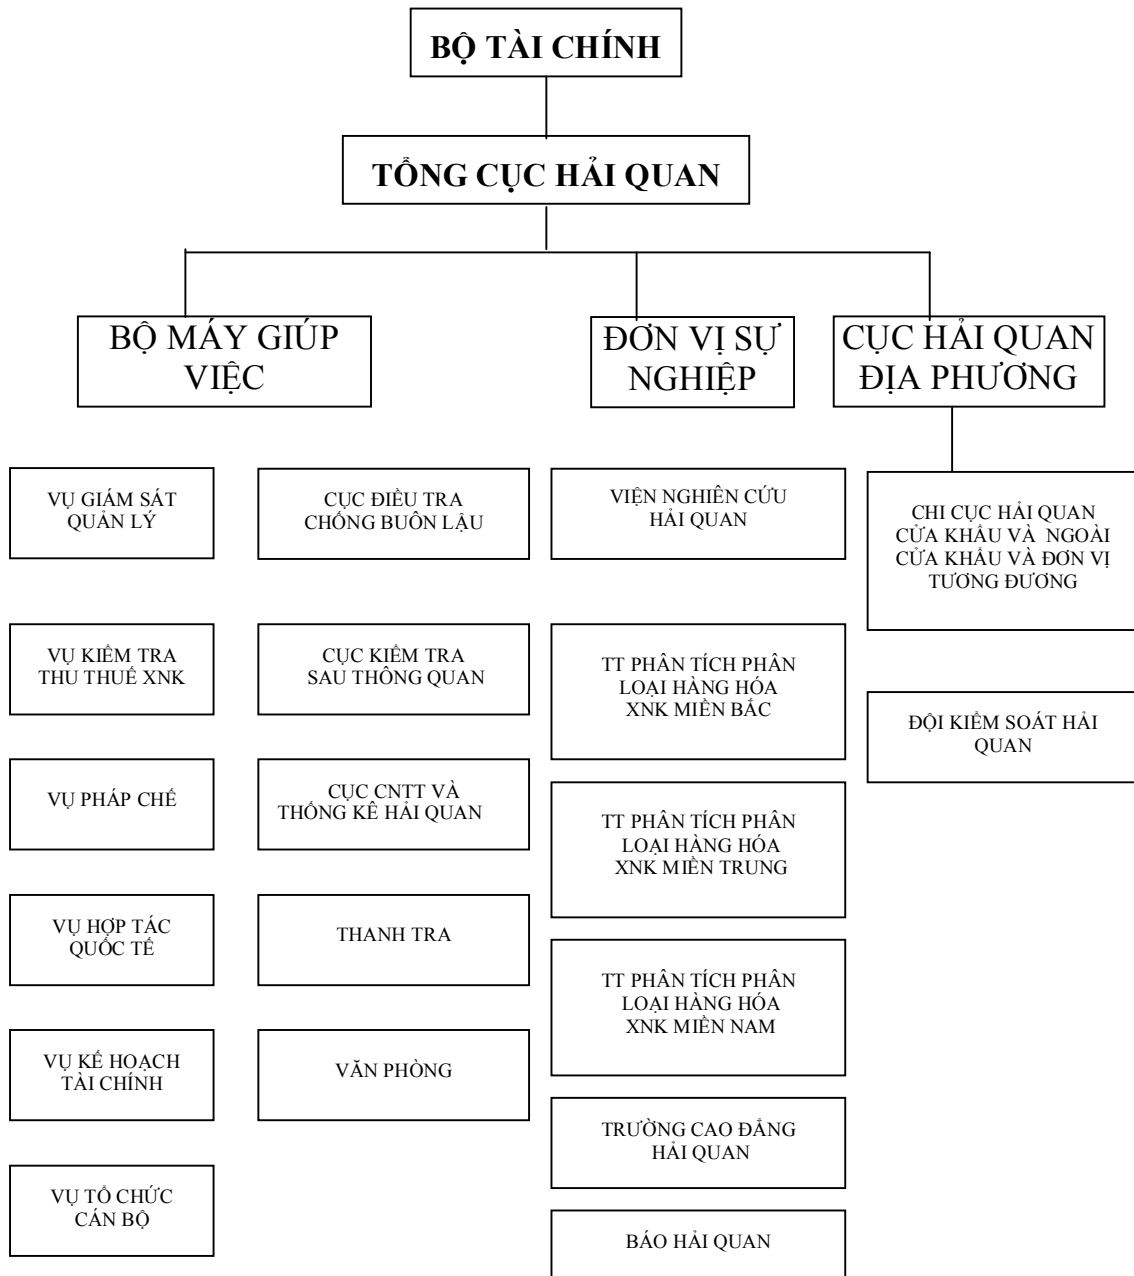 BỘ TÀI CHÍNH
TỔNG CỤC HẢI QUAN
BỘ MÁY GIÚP
VIỆC
ĐƠN VỊ SỰ
NGHIỆP
CỤC HẢI QUAN
ĐỊA PHƯƠNG
VỤ GIÁM SÁT
QUẢN LÝ
VỤ KIỂM TRA
THU THUẾ XNK
VỤ PHÁP CHẾ
VỤ HỢP TÁC
QUỐC TẾ
VỤ KẾ HOẠCH
TÀI CHÍNH
VỤ TỔ CHỨC
CÁN BỘ
CỤC ĐIỀU TRA
CHỐNG BUÔN LẬU
CỤC KIỂM TRA
SAU THÔNG QUAN
CỤC CNTT VÀ
THỐNG KÊ HẢI QUAN
THANH TRA
VĂN PHÒNG
VIỆN NGHIÊN CỨU
HẢI QUAN
TT PHÂN TÍCH PHÂN
LOẠI HÀNG HÓA
XNK MIỀN BẮC
TT PHÂN TÍCH PHÂN
LOẠI HÀNG HÓA
XNK MIỀN TRUNG
TT PHÂN TÍCH PHÂN
LOẠI HÀNG HÓA
XNK MIỀN NAM
TRƯỜNG CAO ĐẲNG
HẢI QUAN
BÁO HẢI QUAN
CHI CỤC HẢI QUAN
CỬA KHẨU VÀ NGOÀI
CỬA KHẨU VÀ ĐƠN VỊ
TƯƠNG ĐƯƠNG
ĐỘI KIỂM SOÁT HẢI
QUAN